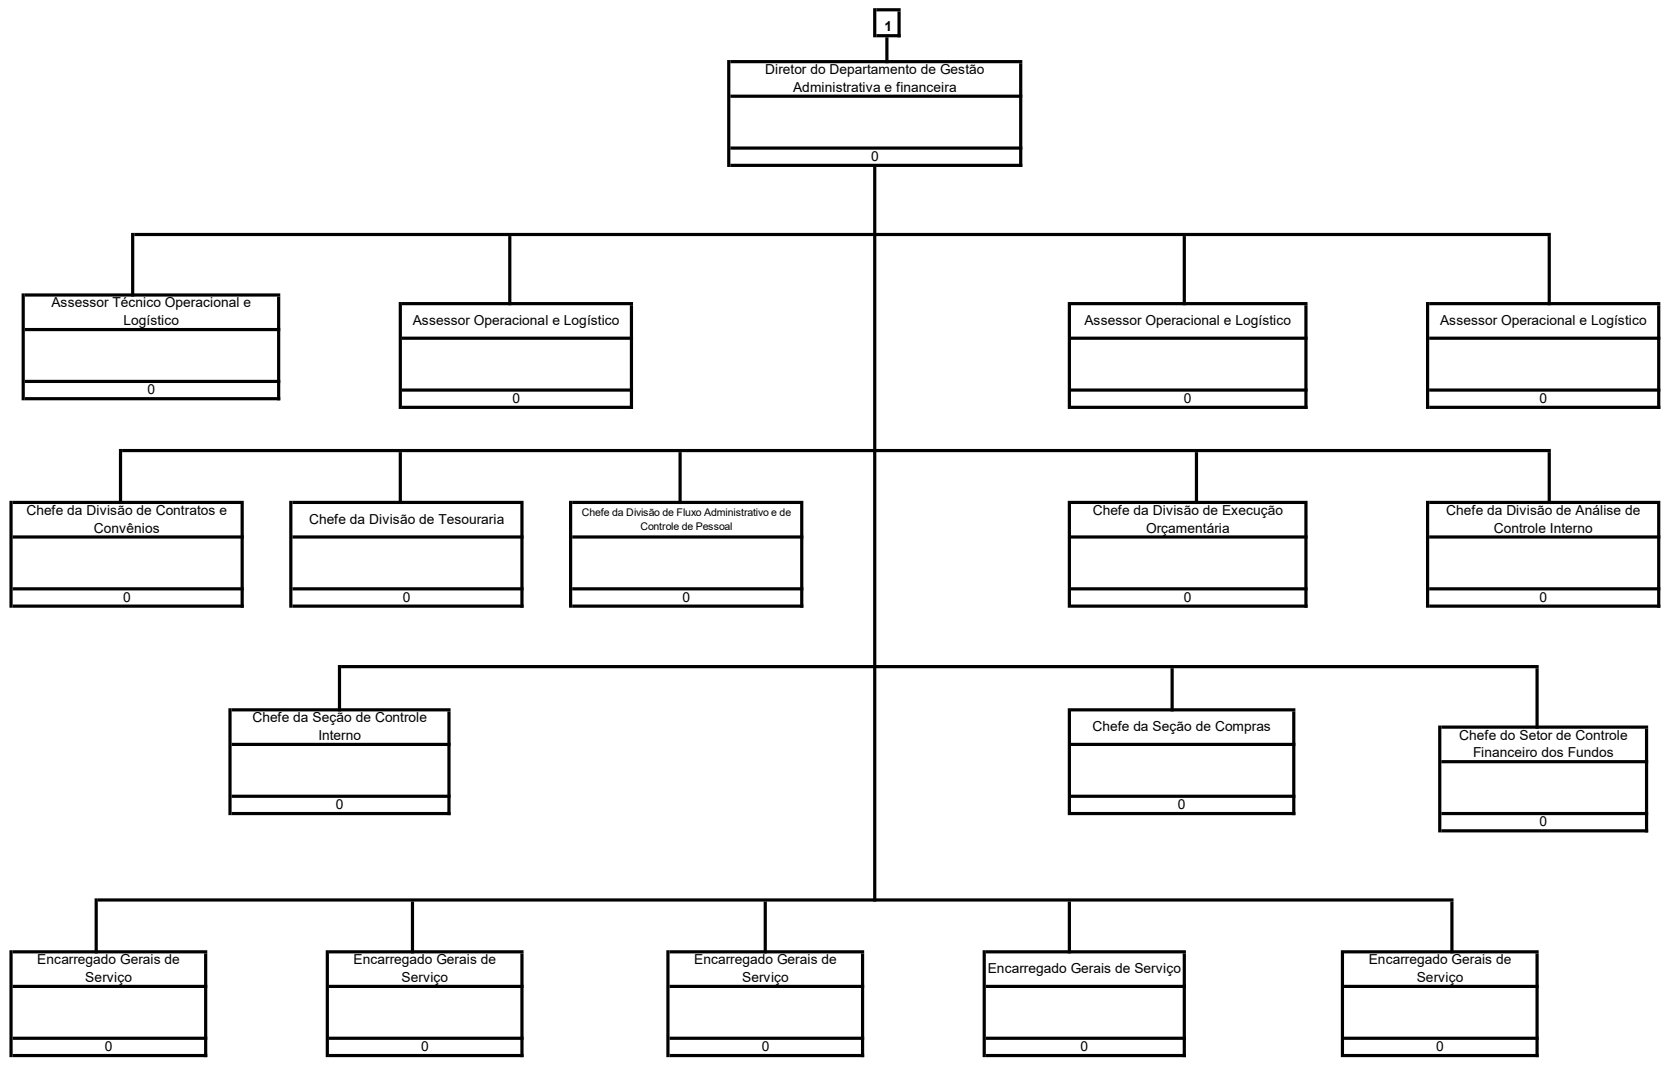 1
Diretor do Departamento de Gestão
Administrativa e financeira
0
Assessor Técnico Operacional e
Logístico
0
Assessor Operacional e Logístico
0
Assessor Operacional e Logístico
0
Assessor Operacional e Logístico
0
Chefe da Divisão de Contratos e
Convênios
0
Chefe da Divisão de Tesouraria
0
Chefe da Divisão de Fluxo Administrativo e de
Controle de Pessoal
0
Chefe da Divisão de Execução
Orçamentária
0
Chefe da Divisão de Análise de
Controle Interno
0
Chefe da Seção de Controle
Interno
0
Chefe da Seção de Compras
0
Chefe do Setor de Controle
Financeiro dos Fundos
0
Encarregado Gerais de
Serviço
0
Encarregado Gerais de
Serviço
0
Encarregado Gerais de
Serviço
0
Encarregado Gerais de Serviço
0
Encarregado Gerais de
Serviço
0